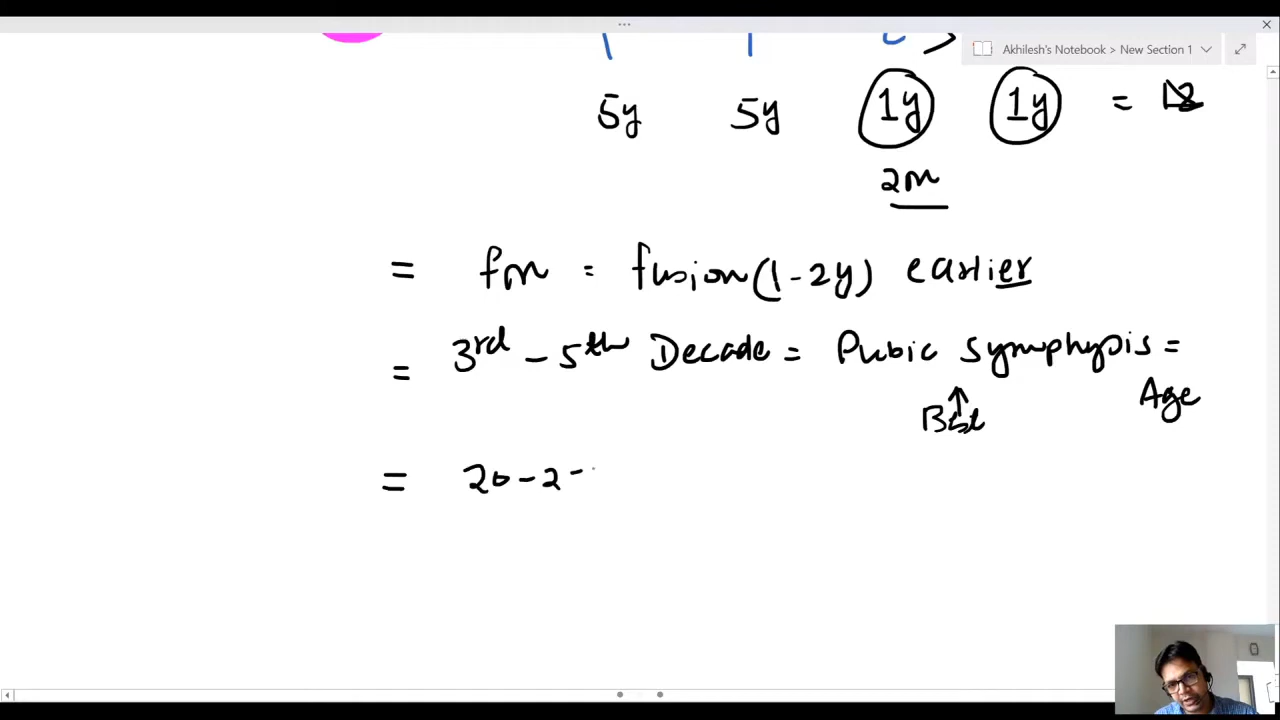 Akhilesh's Notebook > New Section 1
5y 5y 1y 1y =
2m
= fm = fusion (1-2y) earlier
= 3rd - 5th Decade = Pubic Symphysis =
Best Age
= 20-2-